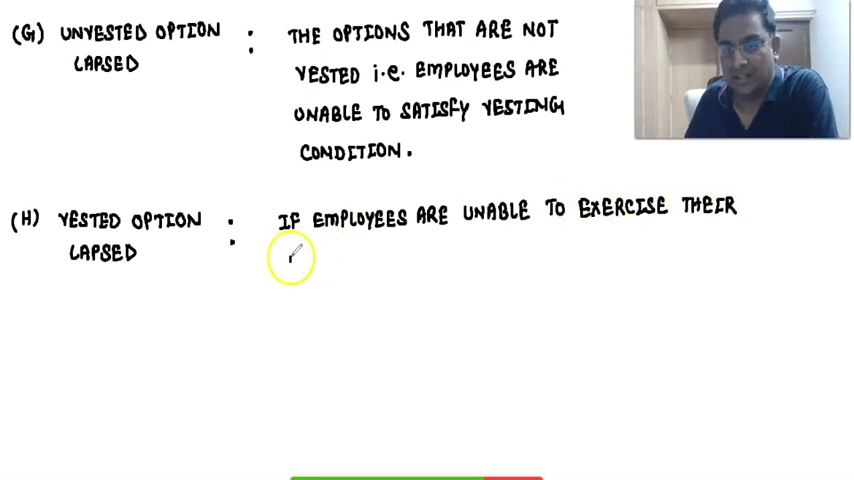 (G) UNVESTED OPTION : THE OPTIONS THAT ARE NOT
LAPSED VESTED i.e. EMPLOYEES ARE
UNABLE TO SATISFY VESTING
CONDITION.
(H) VESTED OPTION : IF EMPLOYEES ARE UNABLE TO EXERCISE THEIR
LAPSED